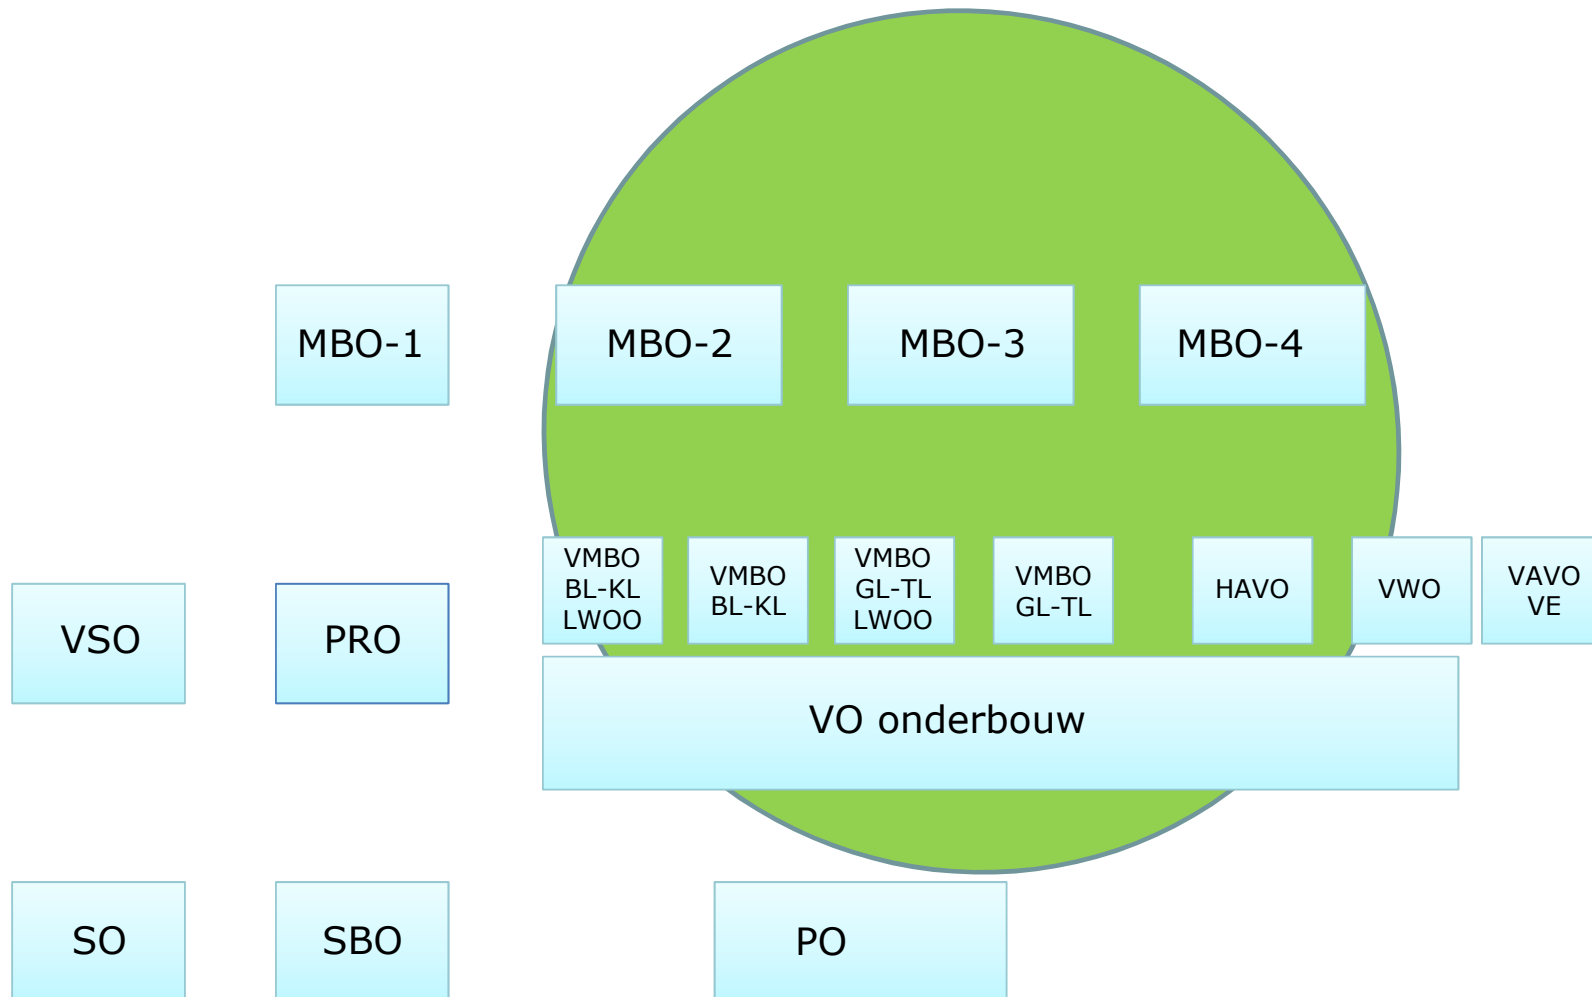 MBO-1
MBO-2
MBO-3
MBO-4
VMBO
BL-KL
LWOO
VMBO
BL-KL
VMBO
GL-TL
LWOO
VMBO
GL-TL
HAVO
VWO
VAVO
VE
VSO
PRO
VO onderbouw
SO
SBO
PO